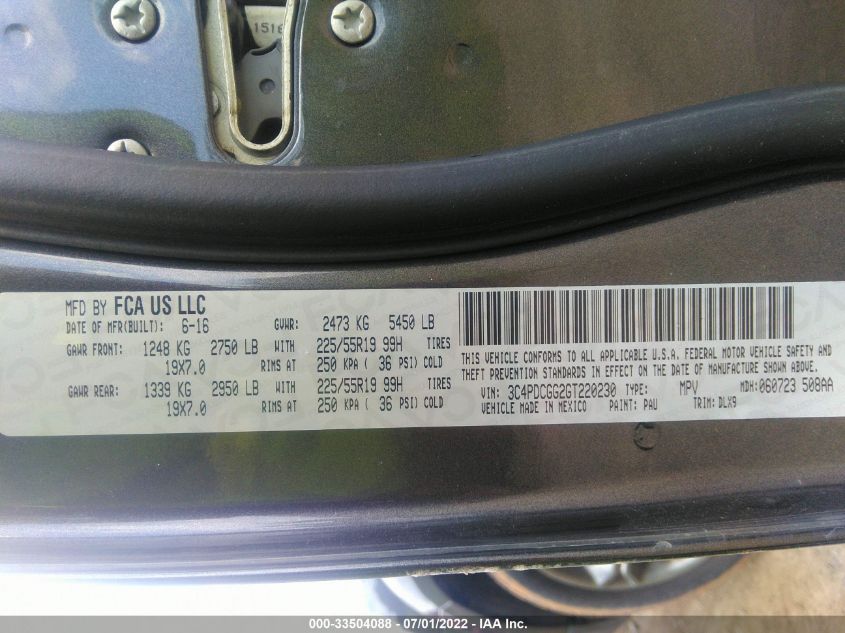 1516
MFD BY FCA US LLC
DATE OF MFR(BUILT): 6-16 GVWR: 2473 KG 5450 LB
GAWR FRONT: 1248 KG 2750 LB WITH 225/55R19 99H TIRES
19X7.0 RIMS AT 250 KPA ( 36 PSI) COLD
GAWR REAR: 1339 KG 2950 LB WITH 225/55R19 99H TIRES
19X7.0 RIMS AT 250 KPA ( 36 PSI) COLD
THIS VEHICLE CONFORMS TO ALL APPLICABLE U.S.A. FEDERAL MOTOR VEHICLE SAFETY AND
THEFT PREVENTION STANDARDS IN EFFECT ON THE DATE OF MANUFACTURE SHOWN ABOVE.
VIN: 3C4PDCGG2GT220230 TYPE: MPV MDH: 060723 508AA
VEHICLE MADE IN MEXICO PAINT: PAU TRIM: DLX9
000-33504088 - 07/01/2022 - IAA Inc.